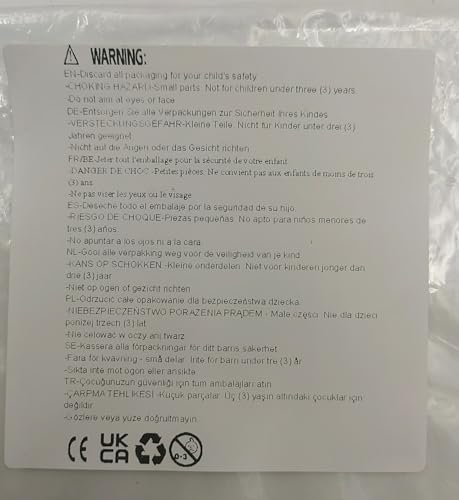 ⚠ WARNING:
EN-Discard all packaging for your child's safety
-CHOKING HAZARD-Small parts. Not for children under three (3) years.
-Do not aim at eyes or face
DE-Entsorgen Sie alle Verpackungen zur Sicherheit Ihres Kindes
-VERSTECKUNGSGEFAHR-Kleine Teile. Nicht für Kinder unter drei (3)
Jahren geeignet
-Nicht auf die Augen oder das Gesicht richten
FR/BE-Jeter tout l'emballage pour la sécurité de votre enfant
-DANGER DE CHOC -Petites pièces. Ne convient pas aux enfants de moins de trois
(3) ans.
-Ne pas viser les yeux ou le visage
ES-Deseche todo el embalaje por la seguridad de su hijo.
-RIESGO DE CHOQUE-Piezas pequeñas. No apto para niños menores de
tres (3) años.
-No apuntar a los ojos ni a la cara
NL-Gooi alle verpakking weg voor de veiligheid van je kind
-KANS OP SCHOKKEN -Kleine onderdelen. Niet voor kinderen jonger dan
drie (3) jaar
-Niet op ogen of gezicht richten
PL-Odrzucić całe opakowanie dla bezpieczeństwa dziecka.
-NIEBEZPIECZEŃSTWO PORAŻENIA PRĄDEM - Małe części. Nie dla dzieci
poniżej trzech (3) lat
-Nie celować w oczy ani twarz
SE-Kassera alla förpackningar för ditt barns säkerhet
-Fara för kvävning - små delar. Inte för barn under tre (3) år
-Sikta inte mot ögon eller ansikte
TR-Çocuğunuzun güvenliği için tüm ambalajları atın
-ÇARPMA TEHLİKESİ -Küçük parçalar. Üç (3) yaşın altındaki çocuklar için
değildir
-Gözlere veya yüze doğrultmayın
CE UK
CA 0-3